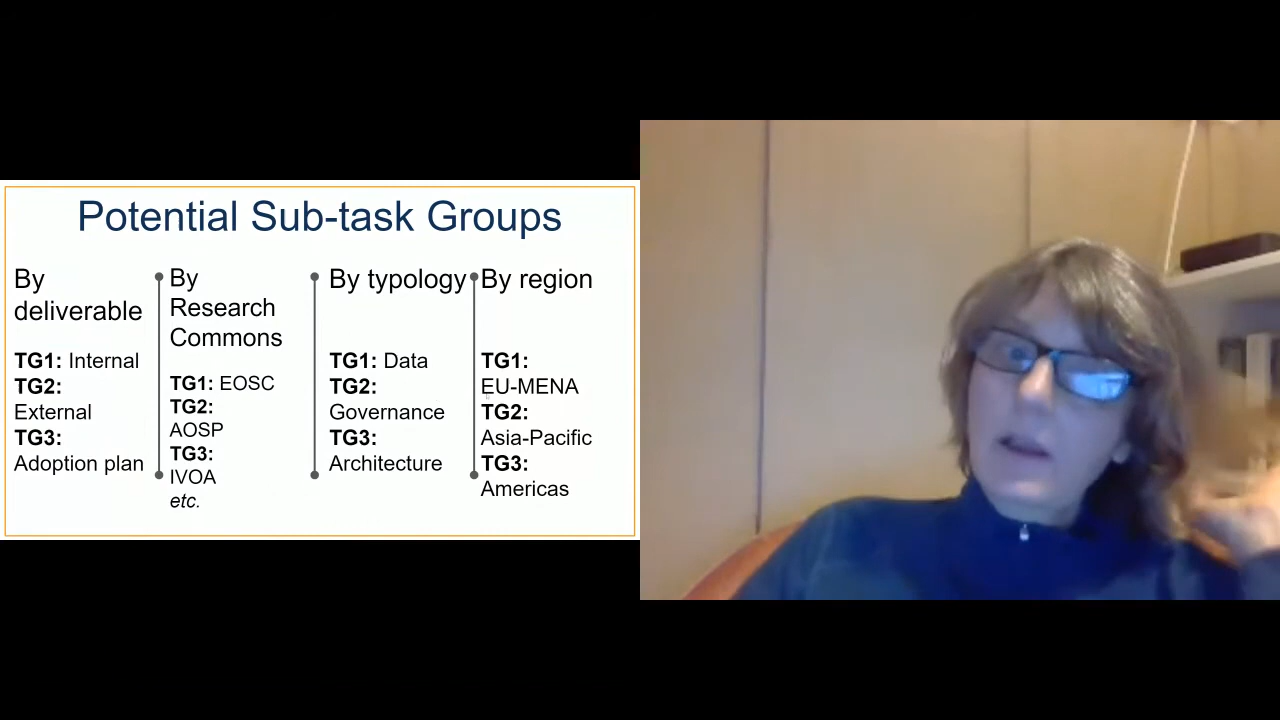 Potential Sub-task Groups
By
deliverable
TG1: Internal
TG2:
External
TG3:
Adoption plan
By
Research
Commons
TG1: EOSC
TG2:
AOSP
TG3:
IVOA
etc.
By typology
TG1: Data
TG2:
Governance
TG3:
Architecture
By region
TG1:
EU-MENA
TG2:
Asia-Pacific
TG3:
Americas